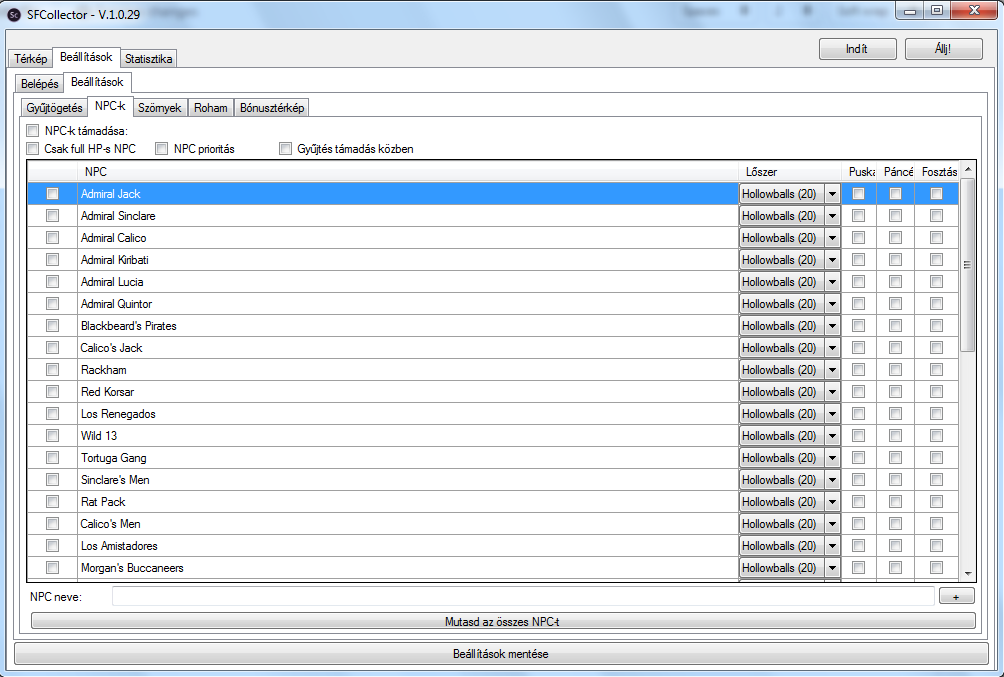 SFCollector - V.1.0.29
Indít Állj!
Térkép Beállítások Statisztika
Belépés Beállítások
Gyűjtögetés NPC-k Szörnyek Roham Bónusztérkép
NPC-k támadása:
Csak full HP-s NPC NPC prioritás Gyűjtés támadás közben
NPC Lőszer Puska Páncé Fosztás
Admiral Jack Hollowballs (20)
Admiral Sinclare Hollowballs (20)
Admiral Calico Hollowballs (20)
Admiral Kiribati Hollowballs (20)
Admiral Lucia Hollowballs (20)
Admiral Quintor Hollowballs (20)
Blackbeard's Pirates Hollowballs (20)
Calico's Jack Hollowballs (20)
Rackham Hollowballs (20)
Red Korsar Hollowballs (20)
Los Renegados Hollowballs (20)
Wild 13 Hollowballs (20)
Tortuga Gang Hollowballs (20)
Sinclare's Men Hollowballs (20)
Rat Pack Hollowballs (20)
Calico's Men Hollowballs (20)
Los Amistadores Hollowballs (20)
Morgan's Buccaneers Hollowballs (20)
NPC neve: +
Mutasd az összes NPC-t
Beállítások mentése